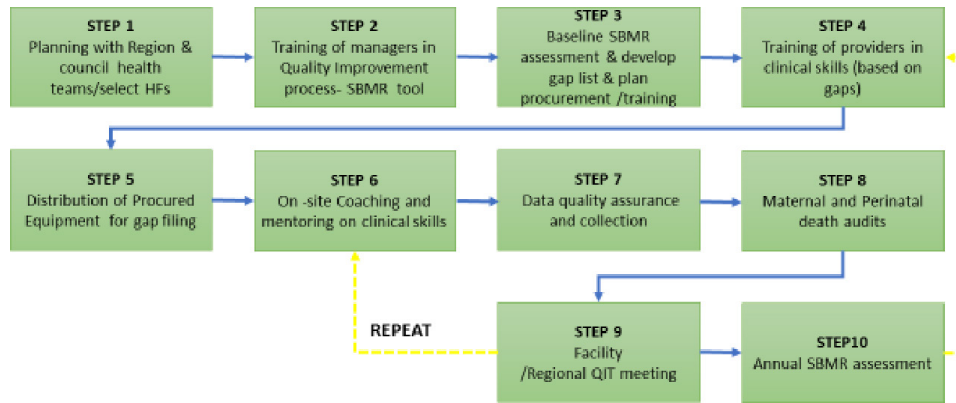 STEP 1
Planning with Region &
council health
teams/select HFs
STEP 2
Training of managers in
Quality Improvement
process- SBMR tool
STEP 3
Baseline SBMR
assessment & develop
gap list & plan
procurement /training
STEP 4
Training of providers in
clinical skills (based on
gaps)
STEP 5
Distribution of Procured
Equipment for gap filing
STEP 6
On -site Coaching and
mentoring on clinical skills
STEP 7
Data quality assurance
and collection
STEP 8
Maternal and Perinatal
death audits
REPEAT
STEP 9
Facility
/Regional QIT meeting
STEP10
Annual SBMR assessment